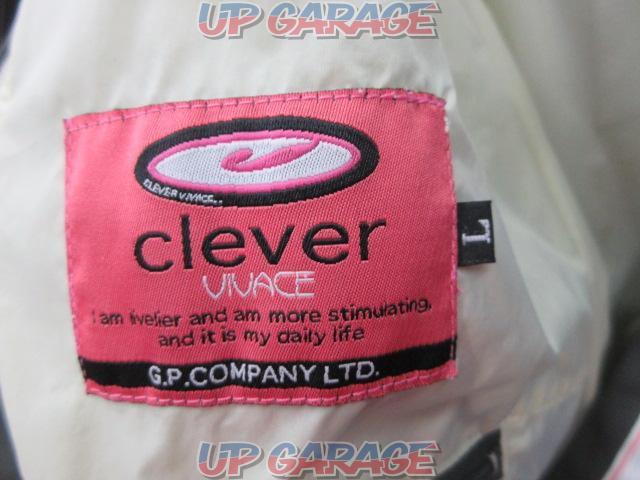 UP GARAGE
CLEVER VIVACE..
clever
VIVACE
L
I am livelier and am more stimulating,
and it is my daily life
G.P.COMPANY LTD.
UP GARAGE